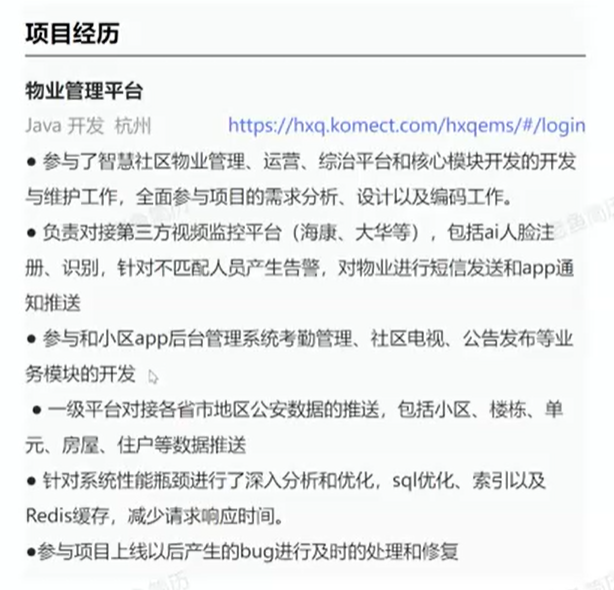 项目经历
物业管理平台
Java 开发 杭州 https://hxq.komect.com/hxqems/#/login
● 参与了智慧社区物业管理、运营、综治平台和核心模块开发的开发
与维护工作，全面参与项目的需求分析、设计以及编码工作。
● 负责对接第三方视频监控平台（海康、大华等），包括ai人脸注
册、识别，针对不匹配人员产生告警，对物业进行短信发送和app通
知推送
● 参与和小区app后台管理系统考勤管理、社区电视、公告发布等业
务模块的开发
● 一级平台对接各省市地区公安数据的推送，包括小区、楼栋、单
元、房屋、住户等数据推送
● 针对系统性能瓶颈进行了深入分析和优化，sql优化、索引以及
Redis缓存，减少请求响应时间。
●参与项目上线以后产生的bug进行及时的处理和修复